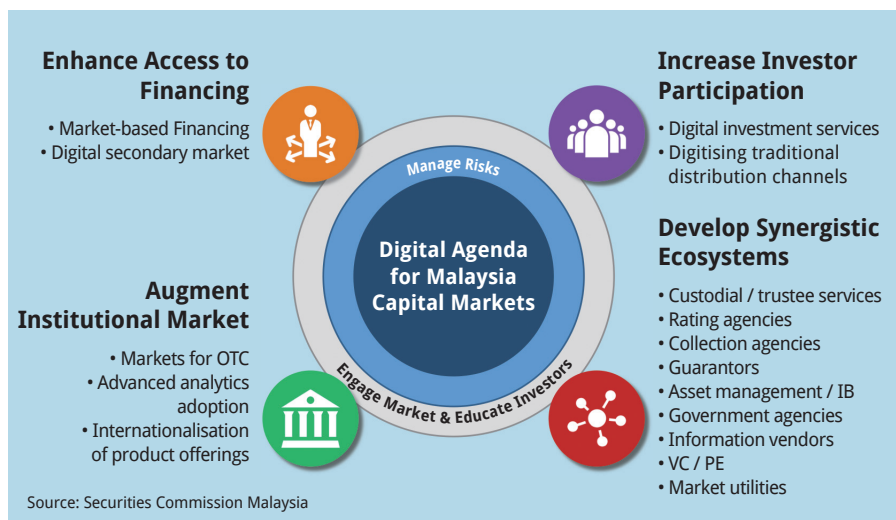 Enhance Access to
Financing
• Market-based Financing
• Digital secondary market
Increase Investor
Participation
• Digital investment services
• Digitising traditional
distribution channels
Manage Risks
Digital Agenda
for Malaysia
Capital Markets
Engage Market & Educate Investors
Augment
Institutional Market
• Markets for OTC
• Advanced analytics
adoption
• Internationalisation
of product offerings
Develop Synergistic
Ecosystems
• Custodial / trustee services
• Rating agencies
• Collection agencies
• Guarantors
• Asset management / IB
• Government agencies
• Information vendors
• VC / PE
• Market utilities
Source: Securities Commission Malaysia